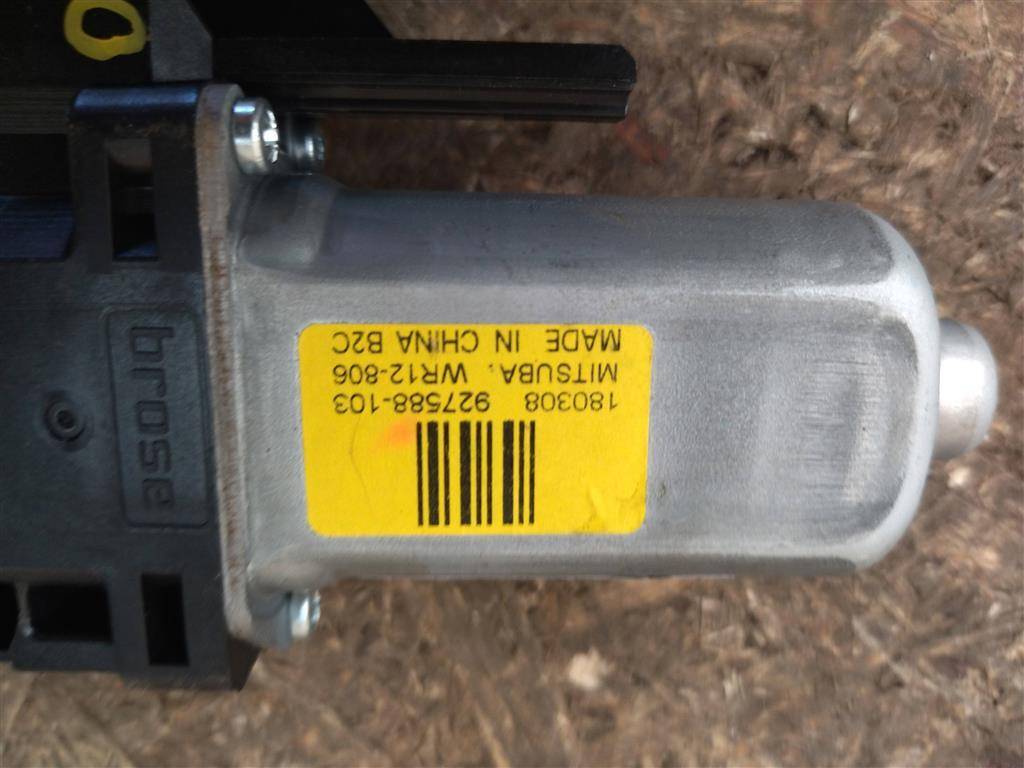 brose
180308 927588-103
MITSUBA. WR12-806
MADE IN CHINA B2C